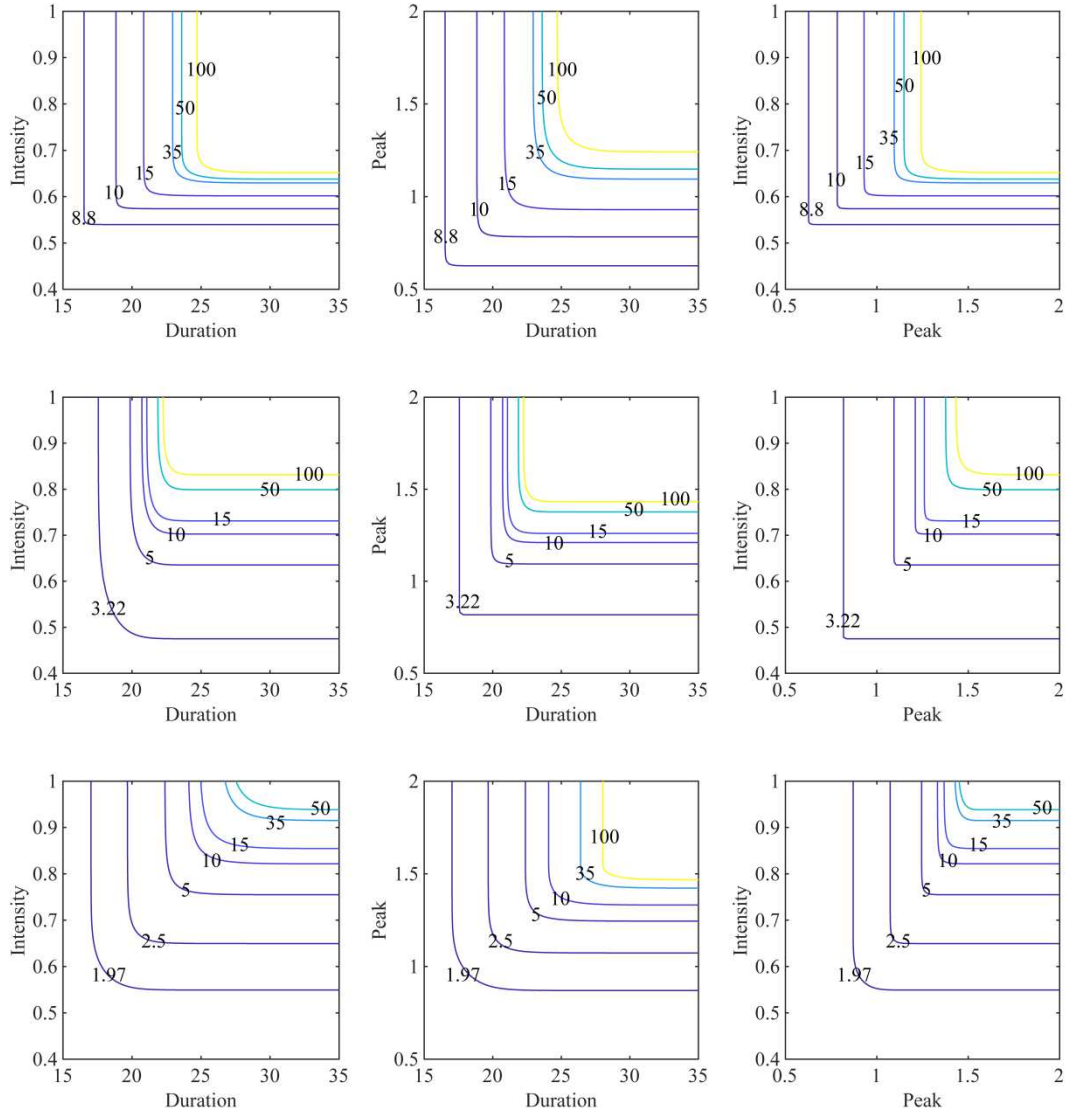 1 2 1
100 100 100
0.9 0.9
50 50
0.8 1.5 0.8
50
Intensity Peak Intensity
0.7 35 35 0.7 35
15 15 15
0.6 10 1 10 0.6 10
8.8 8.8 8.8
0.5 0.5
0.4 0.5 0.4
15 20 25 30 35 15 20 25 30 35 0.5 1 1.5 2
Duration Duration Peak
1 2 1
0.9 0.9
100 100 100
0.8 50 1.5 50 0.8 50
Intensity Peak Intensity
15 15 15
0.7 10 10 0.7 10
5 5 5
0.6 1 0.6
3.22 3.22 3.22
0.5 0.5
0.4 0.5 0.4
15 20 25 30 35 15 20 25 30 35 0.5 1 1.5 2
Duration Duration Peak
1 2 1
50 50
0.9 35 100 0.9 35
15 15
0.8 10 1.5 35 0.8 10
Intensity Peak Intensity
5 10 5
0.7 5 0.7
2.5 2.5 2.5
0.6 1.97 1 1.97 0.6 1.97
0.5 0.5
0.4 0.5 0.4
15 20 25 30 35 15 20 25 30 35 0.5 1 1.5 2
Duration Duration Peak